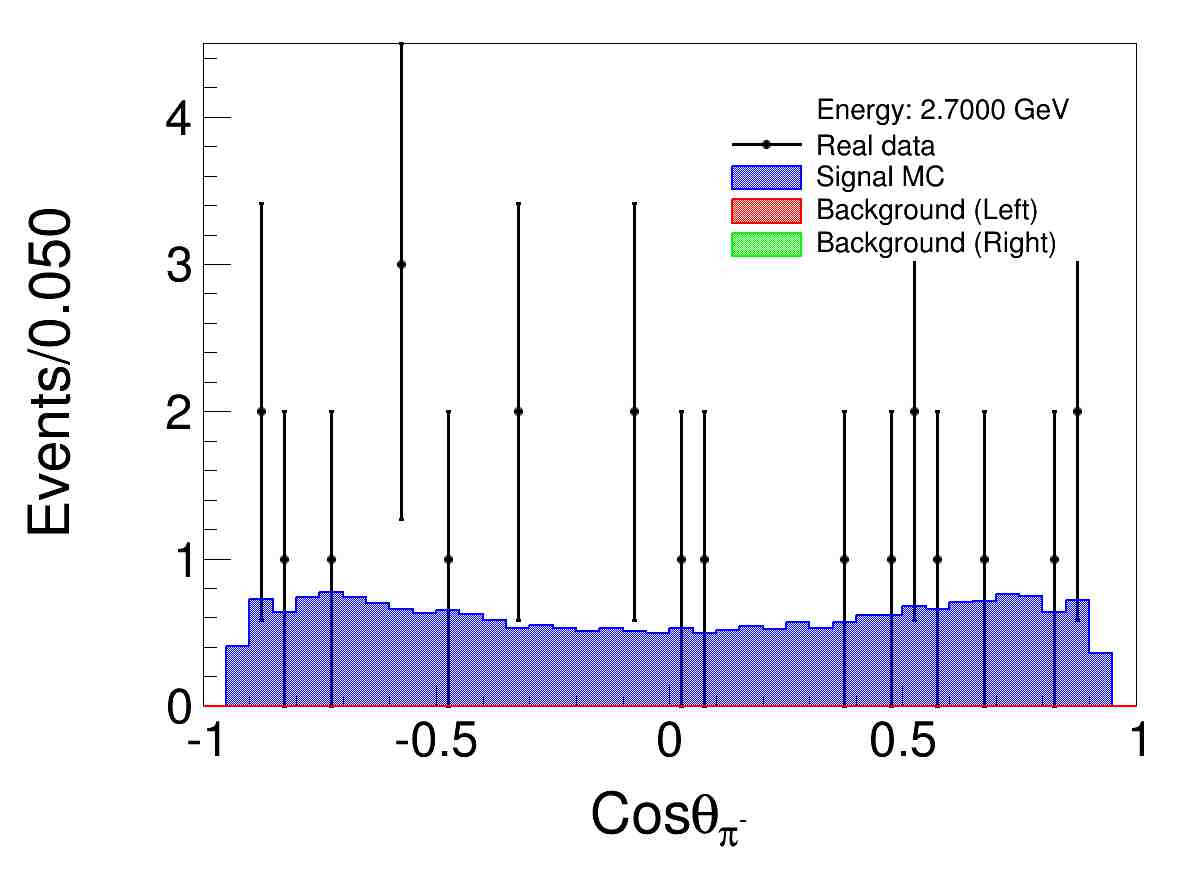 Energy: 2.7000 GeV
Real data
Signal MC
Background (Left)
Background (Right)
Events/0.050
4
3
2
1
0
-1 -0.5 0 0.5 1
Cosθπ-